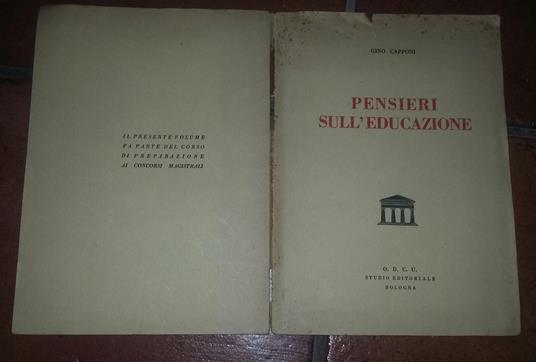 IL PRESENTE VOLUME
FA PARTE DEL CORSO
DI PREPARAZIONE
AI CONCORSI MAGISTRALI
GINO CAPPONI
PENSIERI
SULL'EDUCAZIONE
O. D. C. U.
STUDIO EDITORIALE
BOLOGNA